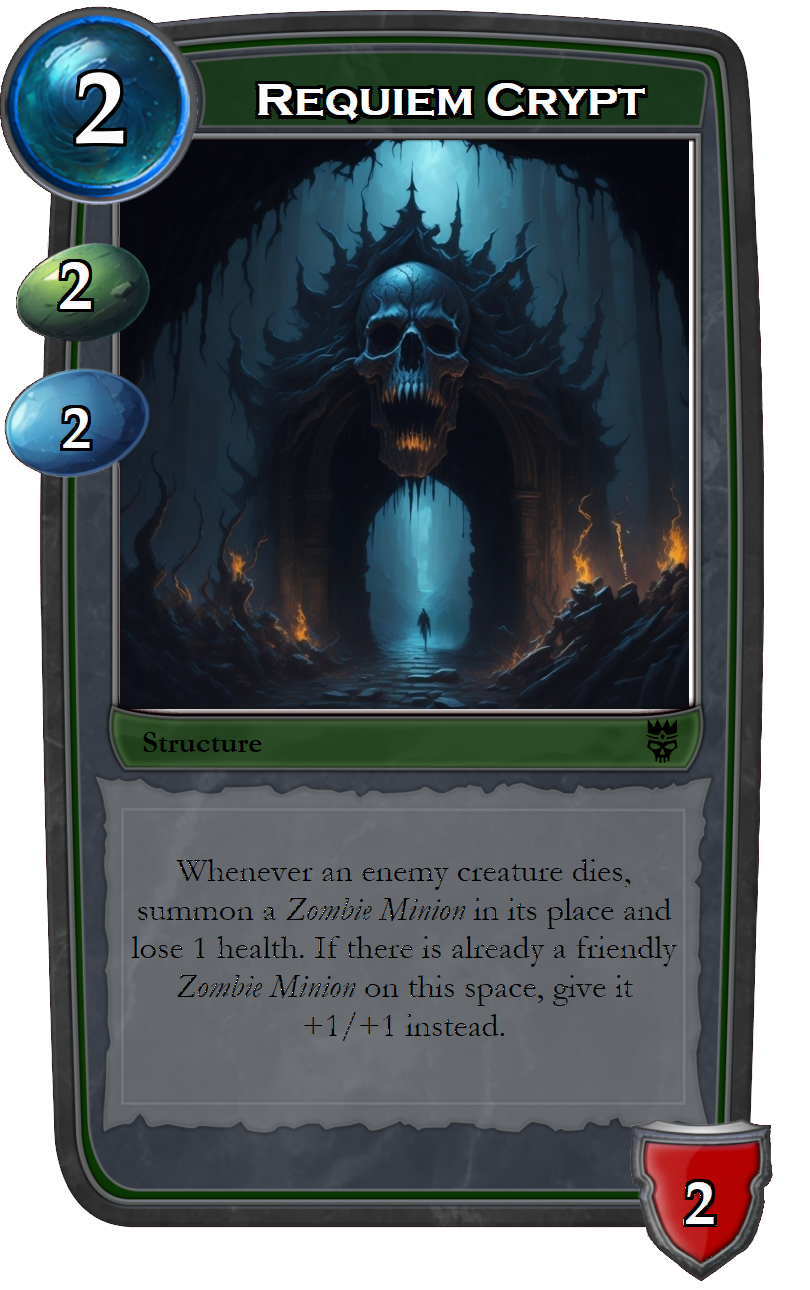 2
Requiem Crypt
2
2
Structure
Whenever an enemy creature dies,
summon a Zombie Minion in its place and
lose 1 health. If there is already a friendly
Zombie Minion on this space, give it
+1/+1 instead.
2